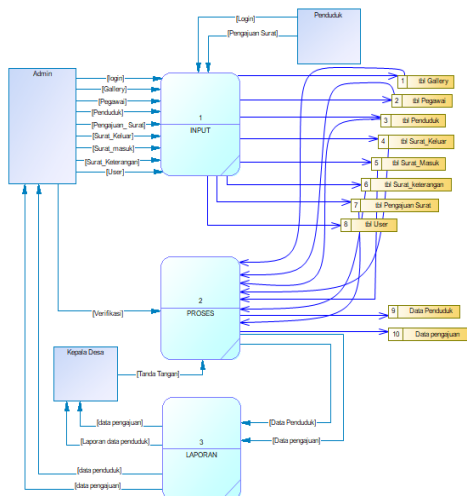 [Login]
Penduduk
[Pengajuan Surat]
Admin
[login]
[Gallery]
[Pegawai]
[Penduduk]
[Pengajuan_ Surat]
[Surat_Keluar]
[Surat_masuk]
[Surat_Keterangan]
[User]
1
INPUT
1 tbl Gallery
2 tbl Pegawai
3 tbl Penduduk
4 tbl Surat_Keluar
5 tbl Surat_Masuk
6 tbl Surat_keterangan
7 tbl Pengajuan Surat
8 tbl User
2
PROSES
[Verifikasi]
9 Data Penduduk
10 Data pengajuan
Kepala Desa
[Tanda Tangan]
3
LAPORAN
[data pengajuan]
[Laporan data penduduk]
[Data Penduduk]
[Data pengajuan]
[data penduduk]
[data pengajuan]